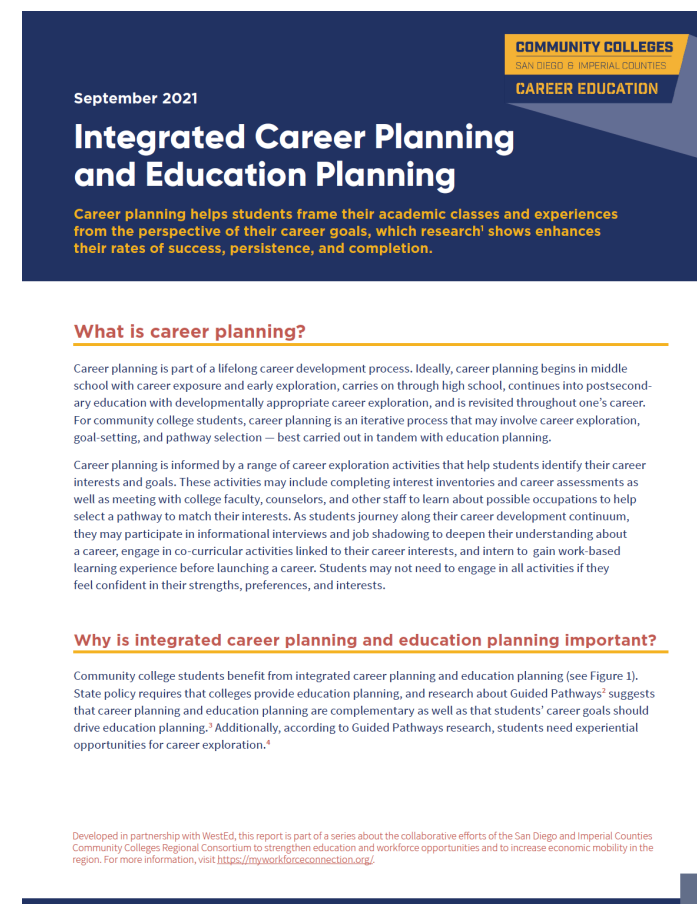 COMMUNITY COLLEGES
SAN DIEGO & IMPERIAL COUNTIES
CAREER EDUCATION
September 2021
Integrated Career Planning
and Education Planning
Career planning helps students frame their academic classes and experiences
from the perspective of their career goals, which research¹ shows enhances
their rates of success, persistence, and completion.
What is career planning?
Career planning is part of a lifelong career development process. Ideally, career planning begins in middle
school with career exposure and early exploration, carries on through high school, continues into postsecond-
ary education with developmentally appropriate career exploration, and is revisited throughout one's career.
For community college students, career planning is an iterative process that may involve career exploration,
goal-setting, and pathway selection — best carried out in tandem with education planning.
Career planning is informed by a range of career exploration activities that help students identify their career
interests and goals. These activities may include completing interest inventories and career assessments as
well as meeting with college faculty, counselors, and other staff to learn about possible occupations to help
select a pathway to match their interests. As students journey along their career development continuum,
they may participate in informational interviews and job shadowing to deepen their understanding about
a career, engage in co-curricular activities linked to their career interests, and intern to gain work-based
learning experience before launching a career. Students may not need to engage in all activities if they
feel confident in their strengths, preferences, and interests.
Why is integrated career planning and education planning important?
Community college students benefit from integrated career planning and education planning (see Figure 1).
State policy requires that colleges provide education planning, and research about Guided Pathways² suggests
that career planning and education planning are complementary as well as that students' career goals should
drive education planning.³ Additionally, according to Guided Pathways research, students need experiential
opportunities for career exploration.⁴
Developed in partnership with WestEd, this report is part of a series about the collaborative efforts of the San Diego and Imperial Counties
Community Colleges Regional Consortium to strengthen education and workforce opportunities and to increase economic mobility in the
region. For more information, visit https://myworkforceconnection.org/.